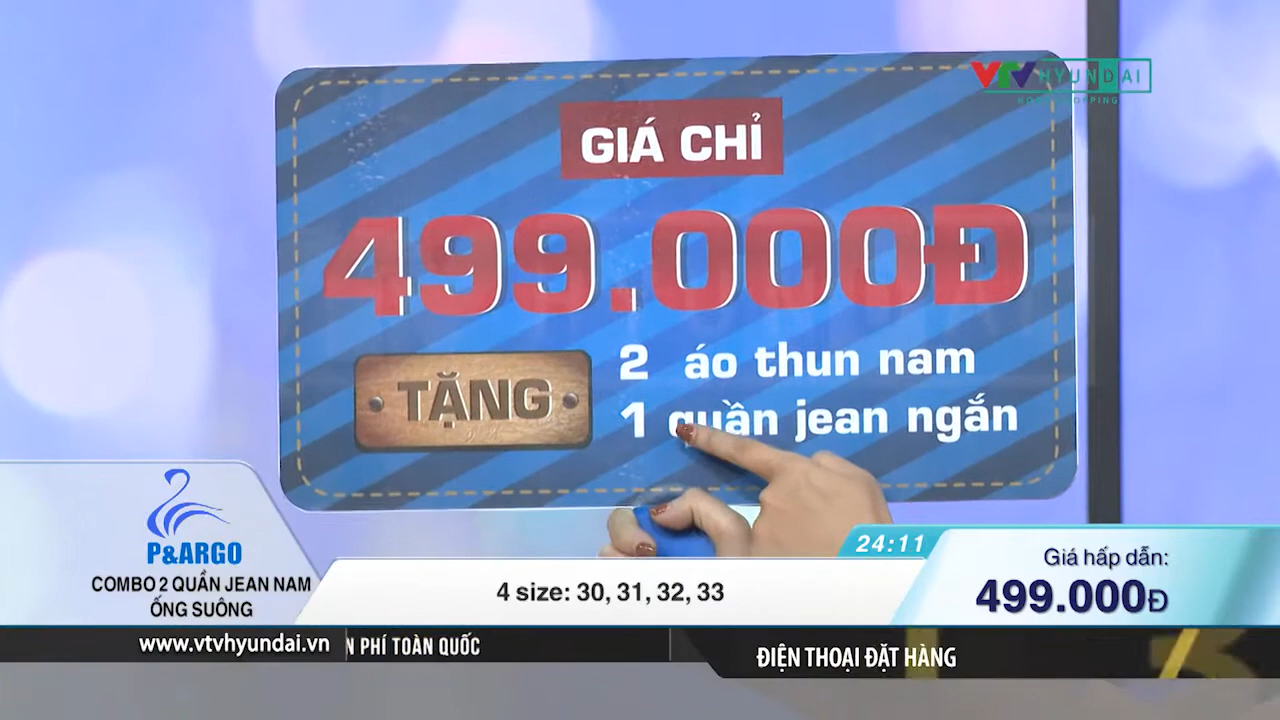 VTV HYUNDAI
HOME SHOPPING
GIÁ CHỈ
499.000Đ
TẶNG
2 áo thun nam
1 quần jean ngắn
P&ARGO
COMBO 2 QUẦN JEAN NAM
ỐNG SUÔNG
4 size: 30, 31, 32, 33
24:11
Giá hấp dẫn:
499.000Đ
www.vtvhyundai.vn
N PHÍ TOÀN QUỐC
ĐIỆN THOẠI ĐẶT HÀNG